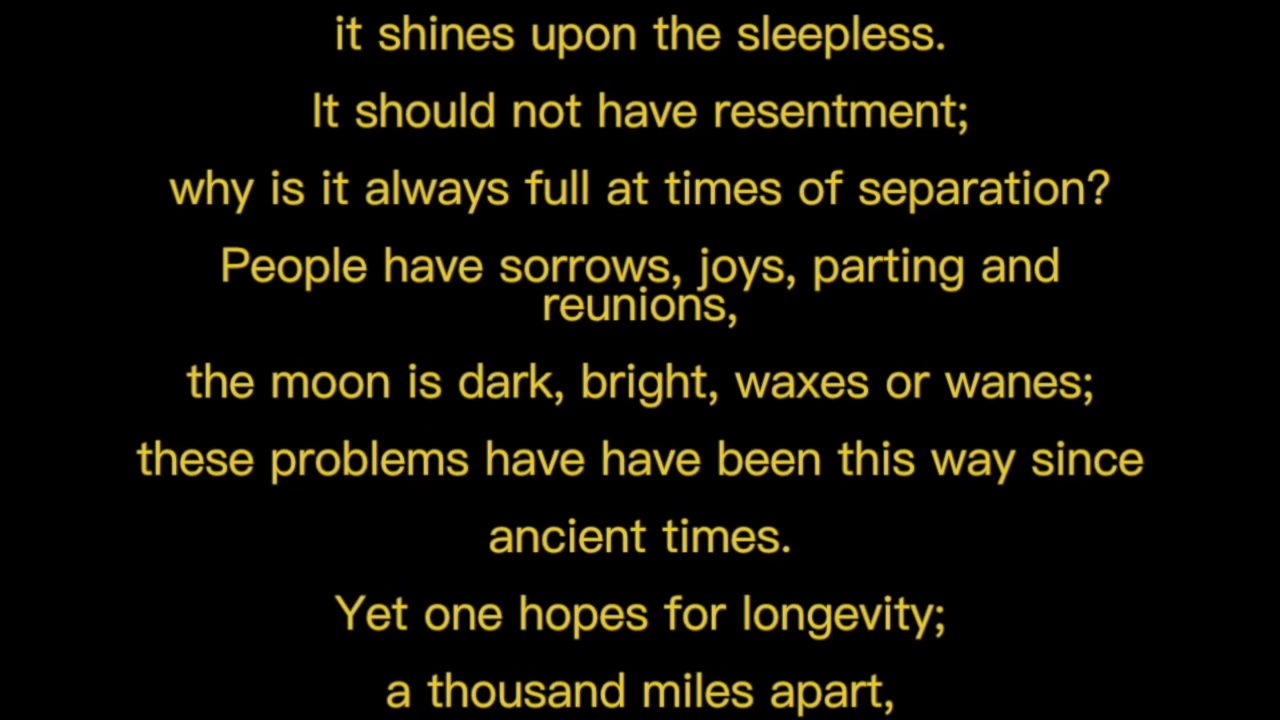 it shines upon the sleepless.
It should not have resentment;
why is it always full at times of separation?
People have sorrows, joys, parting and
reunions,
the moon is dark, bright, waxes or wanes;
these problems have have been this way since
ancient times.
Yet one hopes for longevity;
a thousand miles apart,